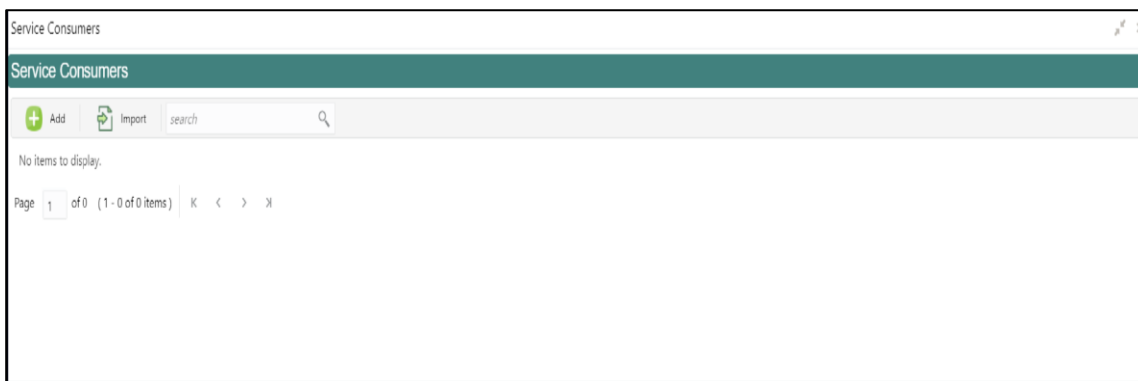 Service Consumers
Service Consumers
Add Import search
No items to display.
Page 1 of 0 ( 1 - 0 of 0 items )